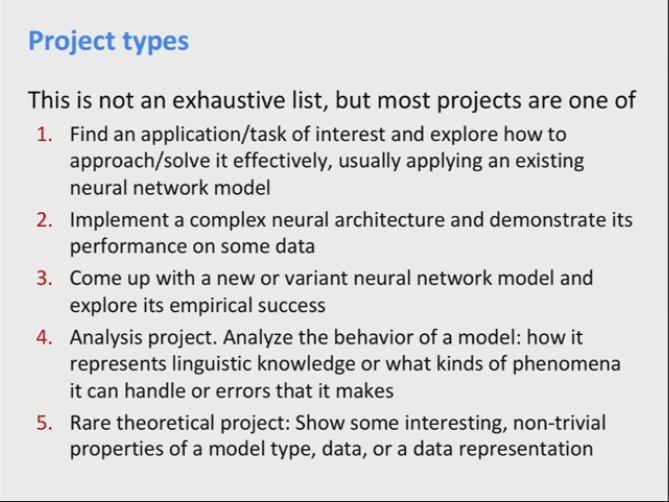 Project types
This is not an exhaustive list, but most projects are one of
1. Find an application/task of interest and explore how to
approach/solve it effectively, usually applying an existing
neural network model
2. Implement a complex neural architecture and demonstrate its
performance on some data
3. Come up with a new or variant neural network model and
explore its empirical success
4. Analysis project. Analyze the behavior of a model: how it
represents linguistic knowledge or what kinds of phenomena
it can handle or errors that it makes
5. Rare theoretical project: Show some interesting, non-trivial
properties of a model type, data, or a data representation